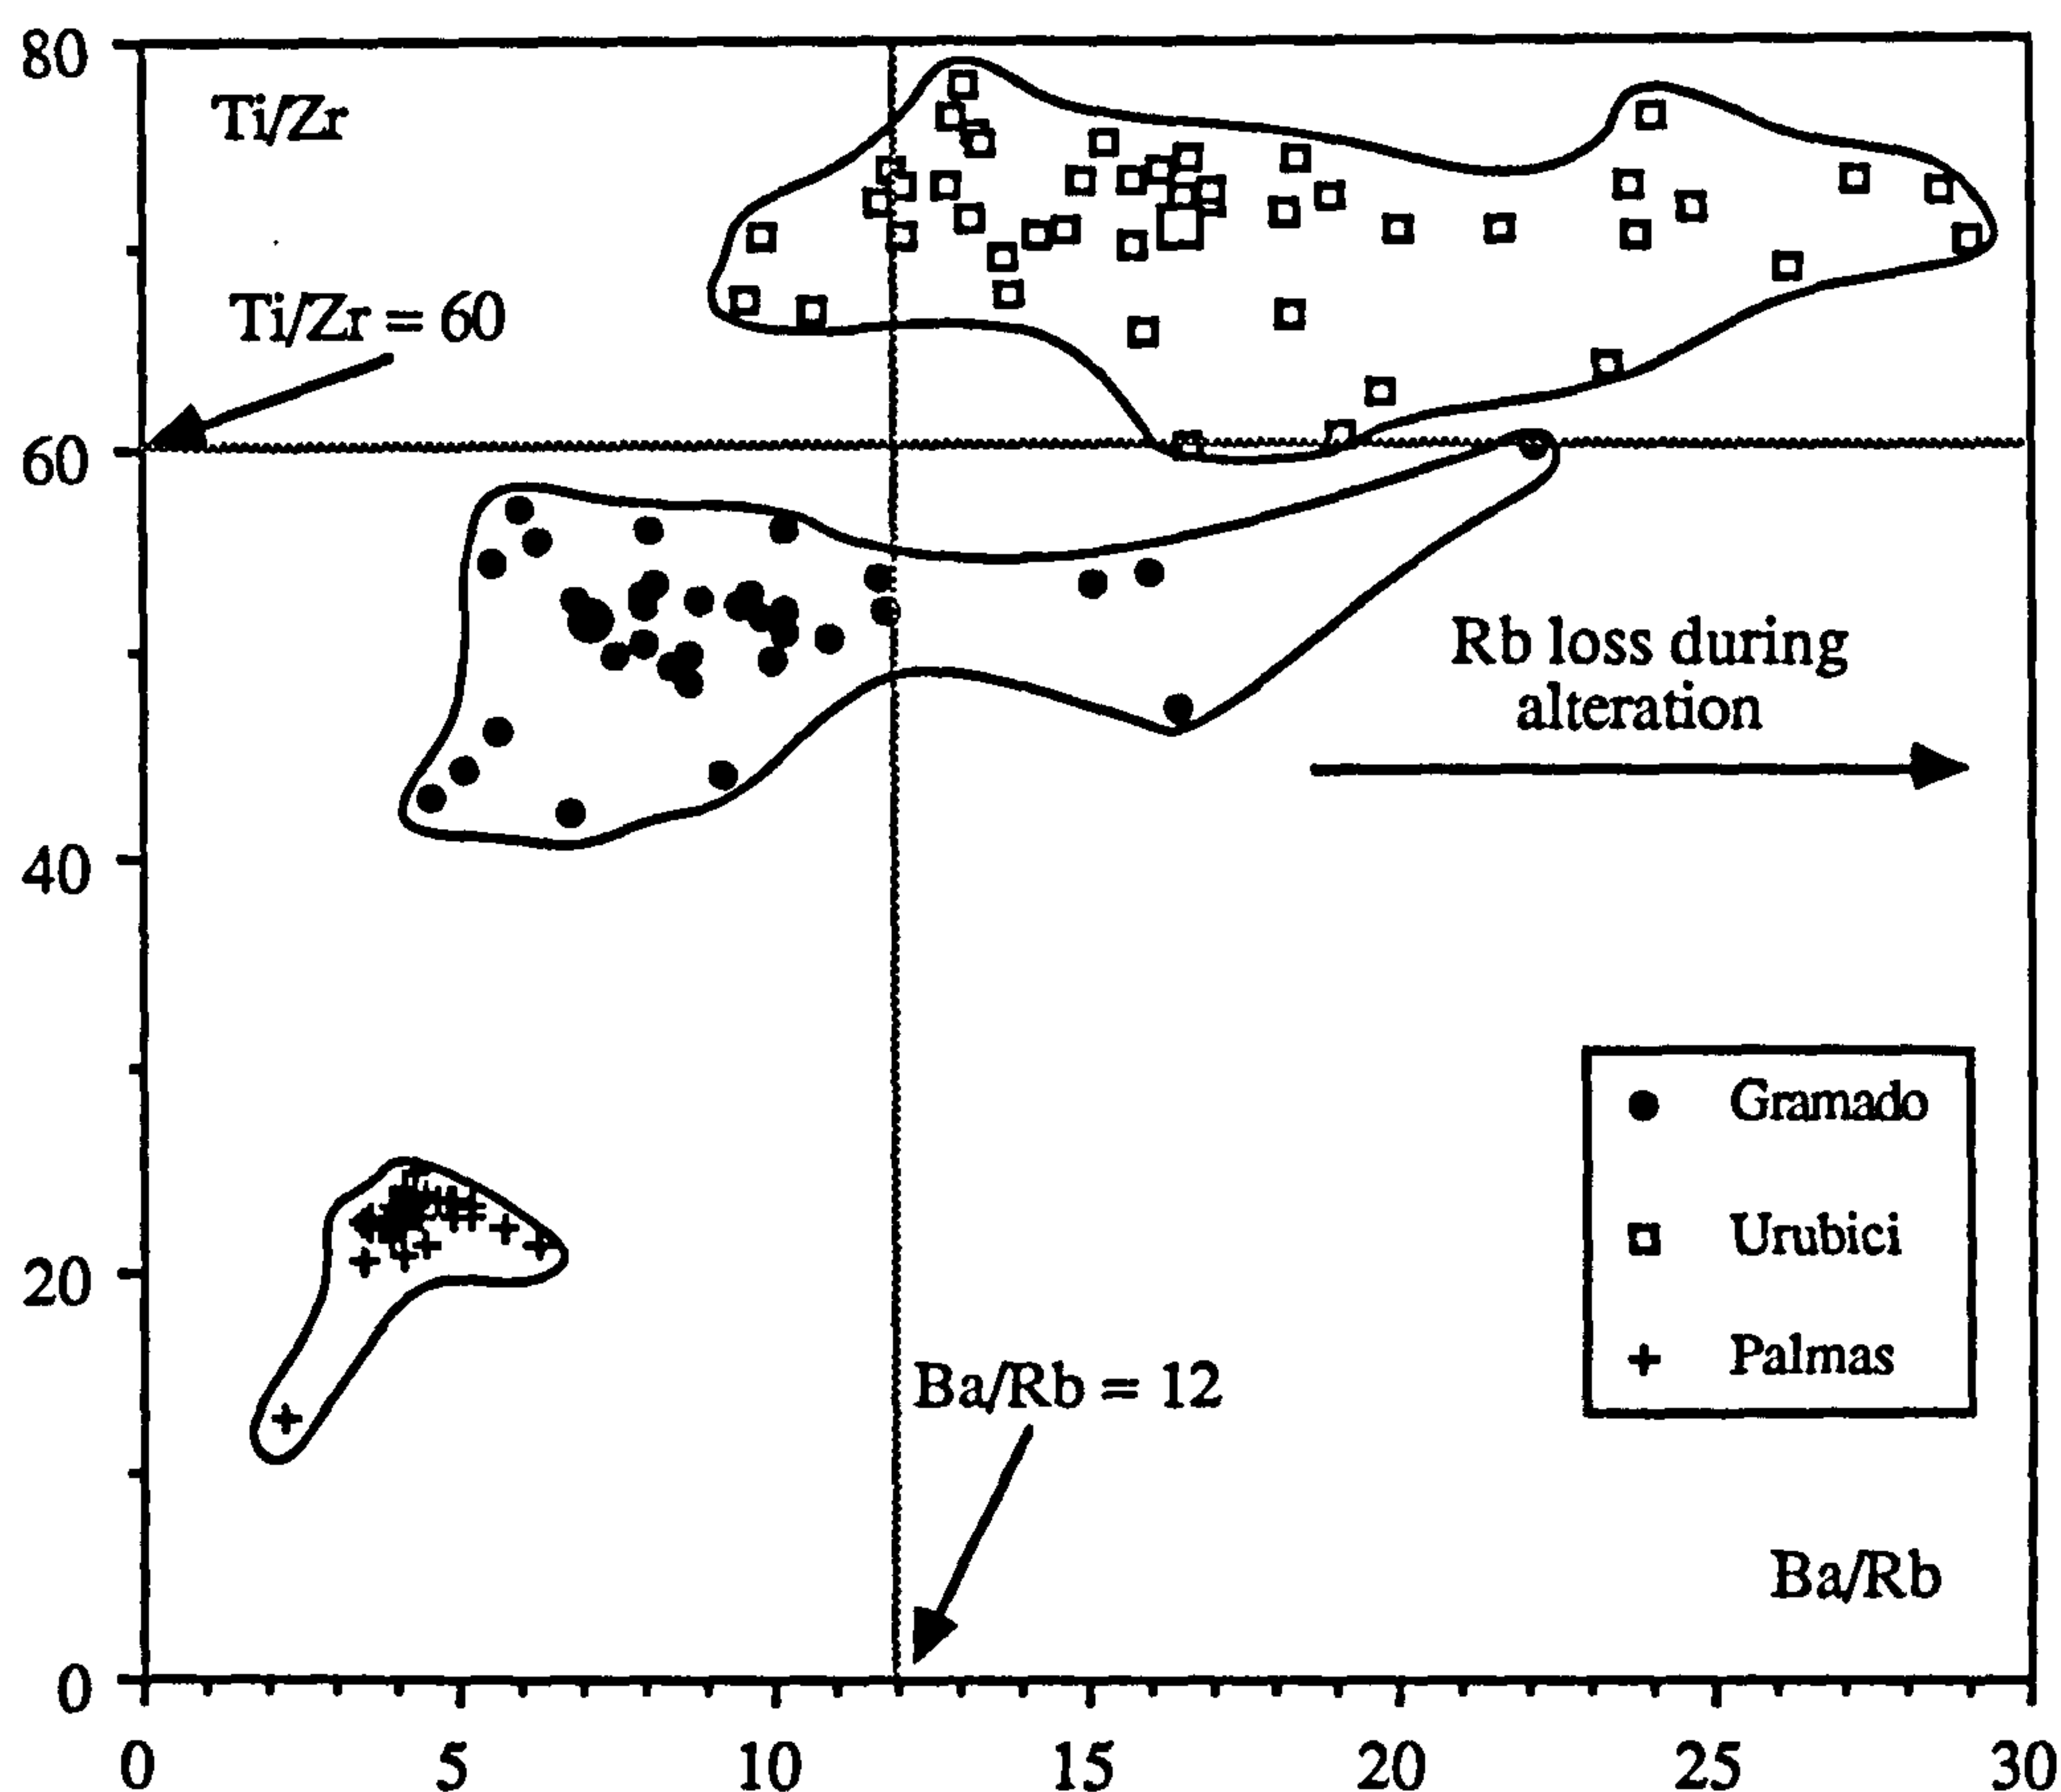 80
Ti/Zr
Ti/Zr = 60
60
Rb loss during
alteration
40
Gramado
Urubici
Palmas
20
Ba/Rb = 12
Ba/Rb
0
0 5 10 15 20 25 30